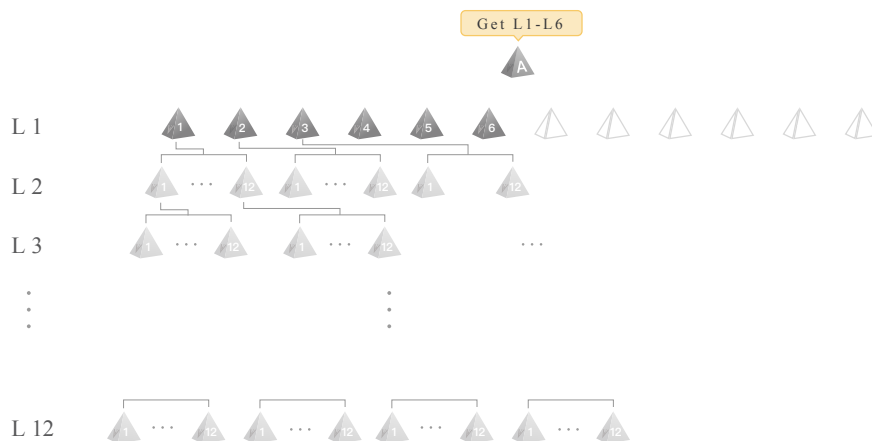 Get L1-L6
A
L 1
1 2 3 4 5 6
L 2
1 ... 12 1 ... 12 1 12
L 3
1 ... 12 1 ... 12 ...
L 12
1 ... 12 1 ... 12 1 ... 12 1 ... 12